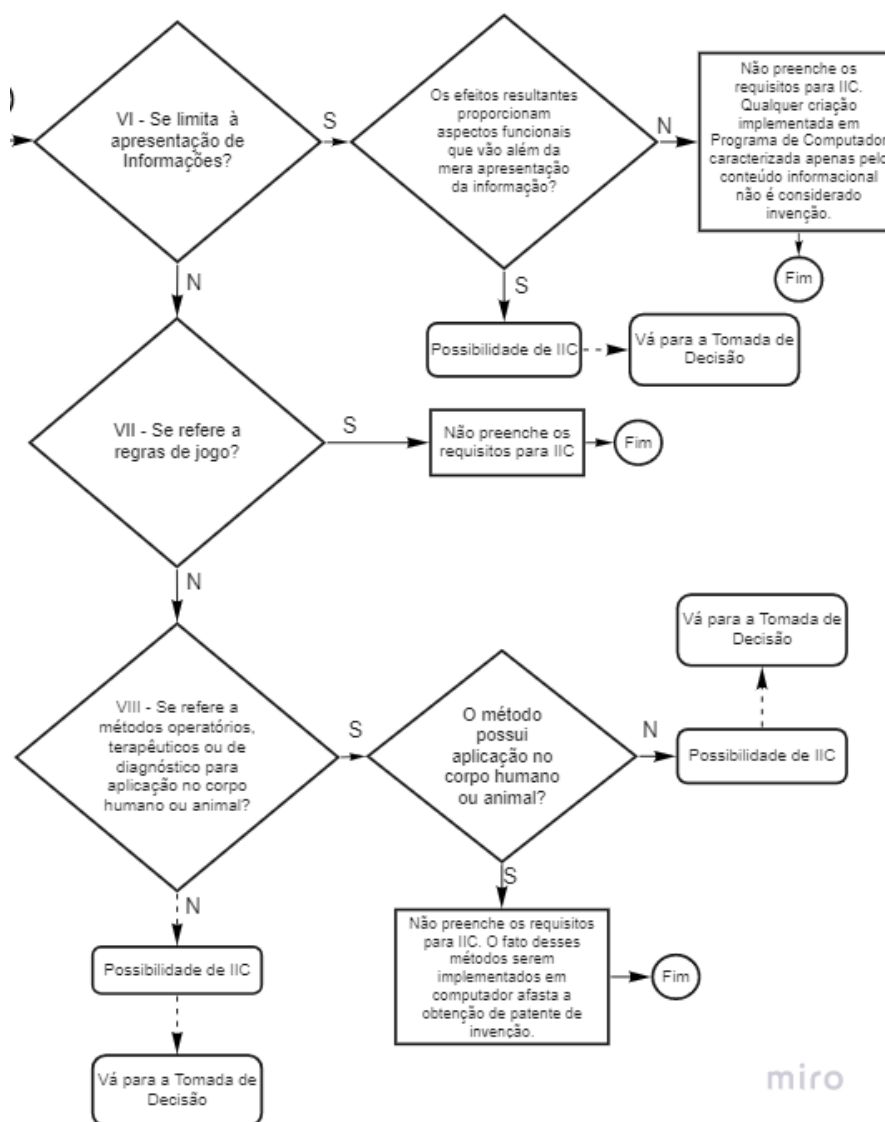 VI - Se limita à
apresentação de
Informações?
S
Os efeitos resultantes
proporcionam
aspectos funcionais
que vão além da
mera apresentação
da informação?
N
Não preenche os
requisitos para IIC.
Qualquer criação
implementada em
Programa de Computador
caracterizada apenas pelo
conteúdo informacional
não é considerado
invenção.
Fim
N
S
Possibilidade de IIC
Vá para a Tomada de
Decisão
VII - Se refere a
regras de jogo?
S
Não preenche os
requisitos para IIC
Fim
N
VIII - Se refere a
métodos operatórios,
terapêuticos ou de
diagnóstico para
aplicação no corpo
humano ou animal?
S
O método
possui
aplicação no
corpo humano
ou animal?
N
Possibilidade de IIC
Vá para a Tomada de
Decisão
N
Possibilidade de IIC
Vá para a Tomada de
Decisão
S
Não preenche os requisitos
para IIC. O fato desses
métodos serem
implementados em
computador afasta a
obtenção de patente de
invenção.
Fim
miro